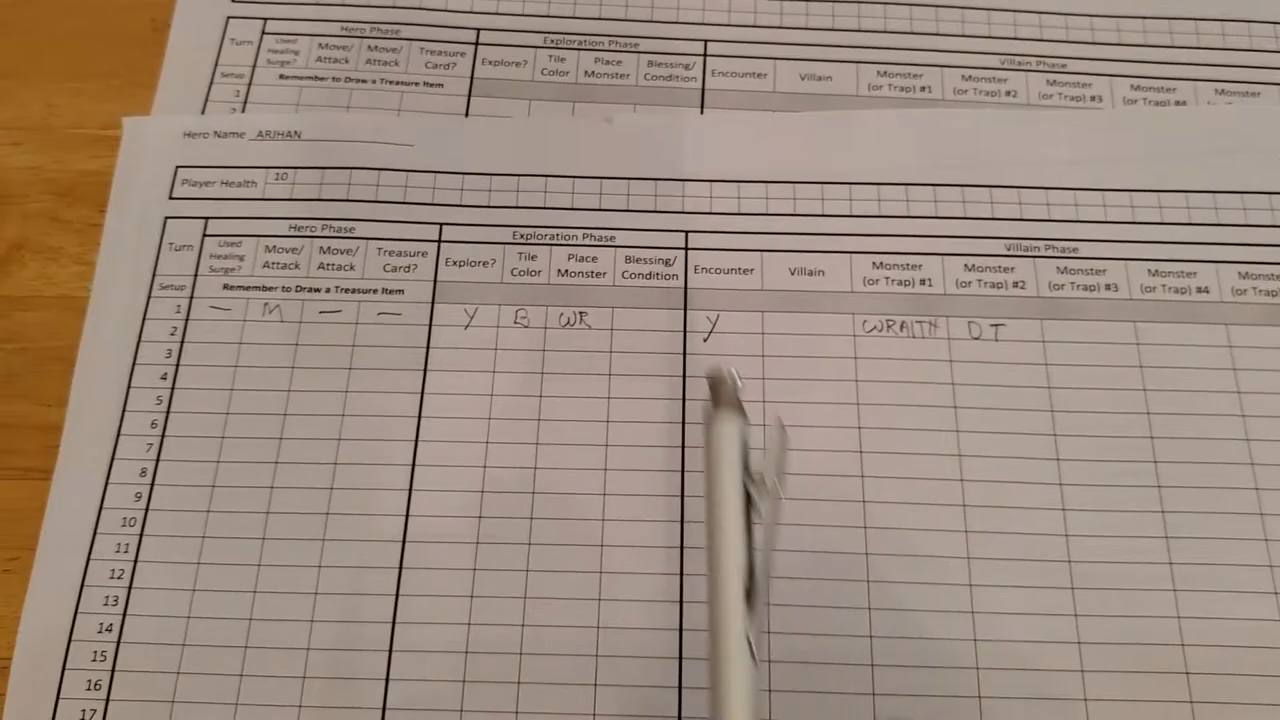 Hero Phase Exploration Phase Villain Phase
Turn Used Healing Surge? Move/ Attack Move/ Attack Treasure Card? Explore? Tile Color Place Monster Blessing/ Condition Encounter Villain Monster (or Trap) #1 Monster (or Trap) #2 Monster (or Trap) #3 Monster (or Trap) #4 Monster
Setup Remember to Draw a Treasure Item
1
2
Hero Name ARJHAN
Player Health 10
Hero Phase Exploration Phase Villain Phase
Turn Used Healing Surge? Move/ Attack Move/ Attack Treasure Card? Explore? Tile Color Place Monster Blessing/ Condition Encounter Villain Monster (or Trap) #1 Monster (or Trap) #2 Monster (or Trap) #3 Monster (or Trap) #4 (or Trap)
Setup Remember to Draw a Treasure Item
1 — M — — Y B WR Y WRAITH DT
2
3
4
5
6
7
8
9
10
11
12
13
14
15
16
17